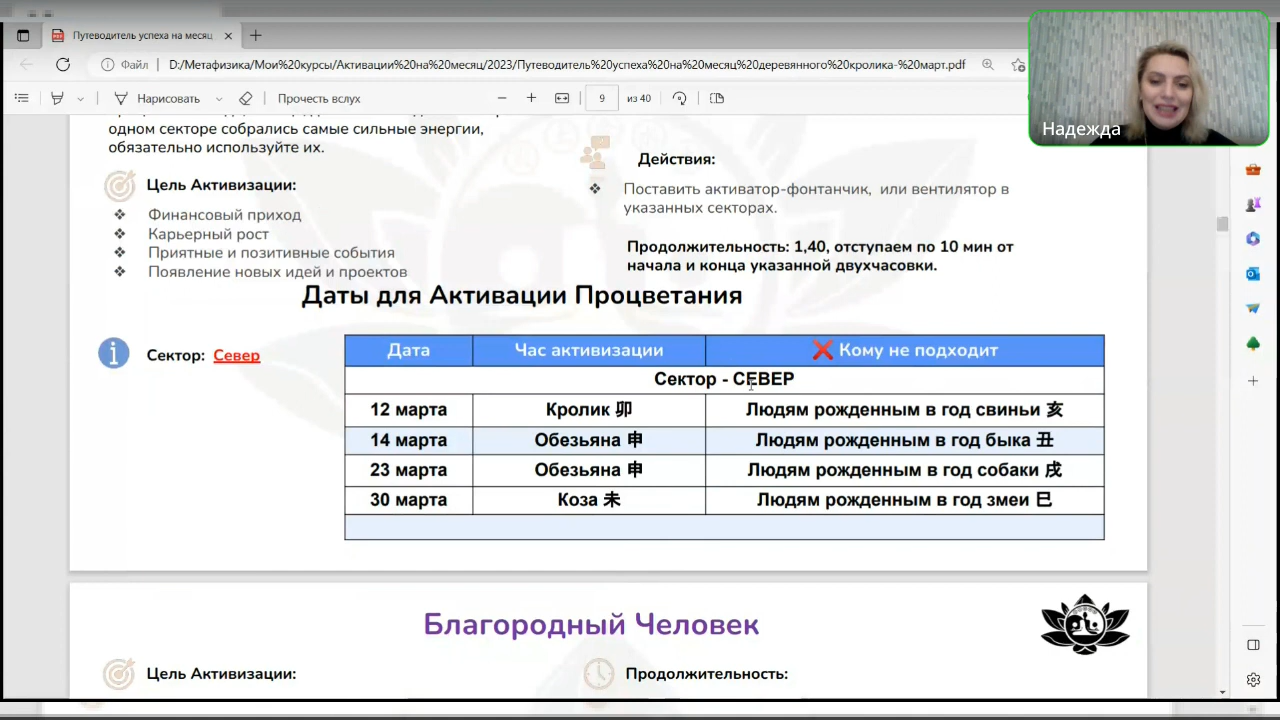 Путеводитель успеха на месяц
Файл
D:/Метафизика/Мои%20курсы/Активации%20на%20месяц/2023/Путеводитель%20успеха%20на%20месяц%20деревянного%20кролика-%20март.pdf
Рисовать
Прочесть вслух
9
из 40
Надежда
одном секторе собрались самые сильные энергии,
обязательно используйте их.
Цель Активизации:
❖ Финансовый приход
❖ Карьерный рост
❖ Приятные и позитивные события
❖ Появление новых идей и проектов
Действия:
❖ Поставить активатор-фонтанчик, или вентилятор в
указанных секторах.
Продолжительность: 1,40, отступаем по 10 мин от
начала и конца указанной двухчасовки.
Даты для Активации Процветания
Сектор: Север
Дата Час активизации ❌ Кому не подходит
Сектор - СЕВЕР
12 марта Кролик 卯 Людям рожденным в год свиньи 亥
14 марта Обезьяна 申 Людям рожденным в год быка 丑
23 марта Обезьяна 申 Людям рожденным в год собаки 戌
30 марта Коза 未 Людям рожденным в год змеи 巳
Благородный Человек
Цель Активизации:
Продолжительность: